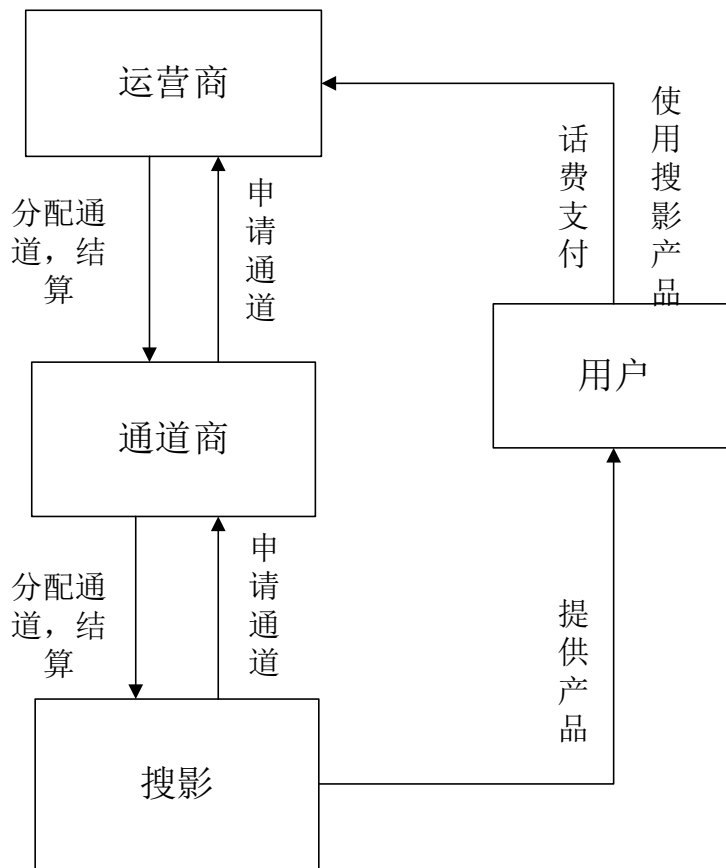 运营商
分配通
道，结
算
申请通道
话费支付
使用搜影产品
用户
通道商
分配通
道，结
算
申请通道
提供产品
搜影